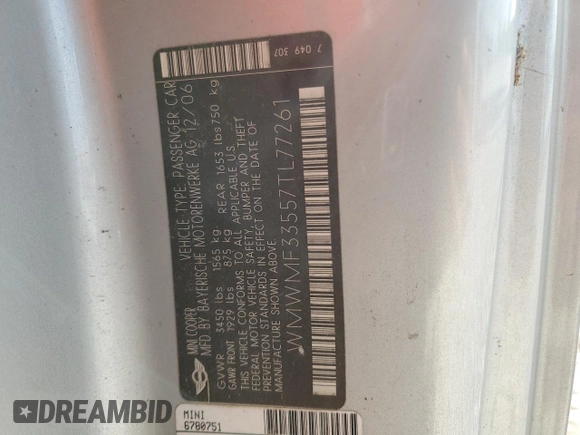 MINI COOPER
VEHICLE TYPE: PASSENGER CAR
MFD BY BAYERISCHE MOTORENWERKE AG 12/06
GVWR 3450 lbs 1565 kg
GAWR FRONT 1929 lbs 875 kg REAR 1653 lbs 750 kg
THIS VEHICLE CONFORMS TO ALL APPLICABLE U.S.
FEDERAL MOTOR VEHICLE SAFETY, BUMPER AND THEFT
PREVENTION STANDARDS IN EFFECT ON THE DATE OF
MANUFACTURE SHOWN ABOVE.
WMWMF33557TL77261
7 049 307
MINI
6780751
DREAMBID